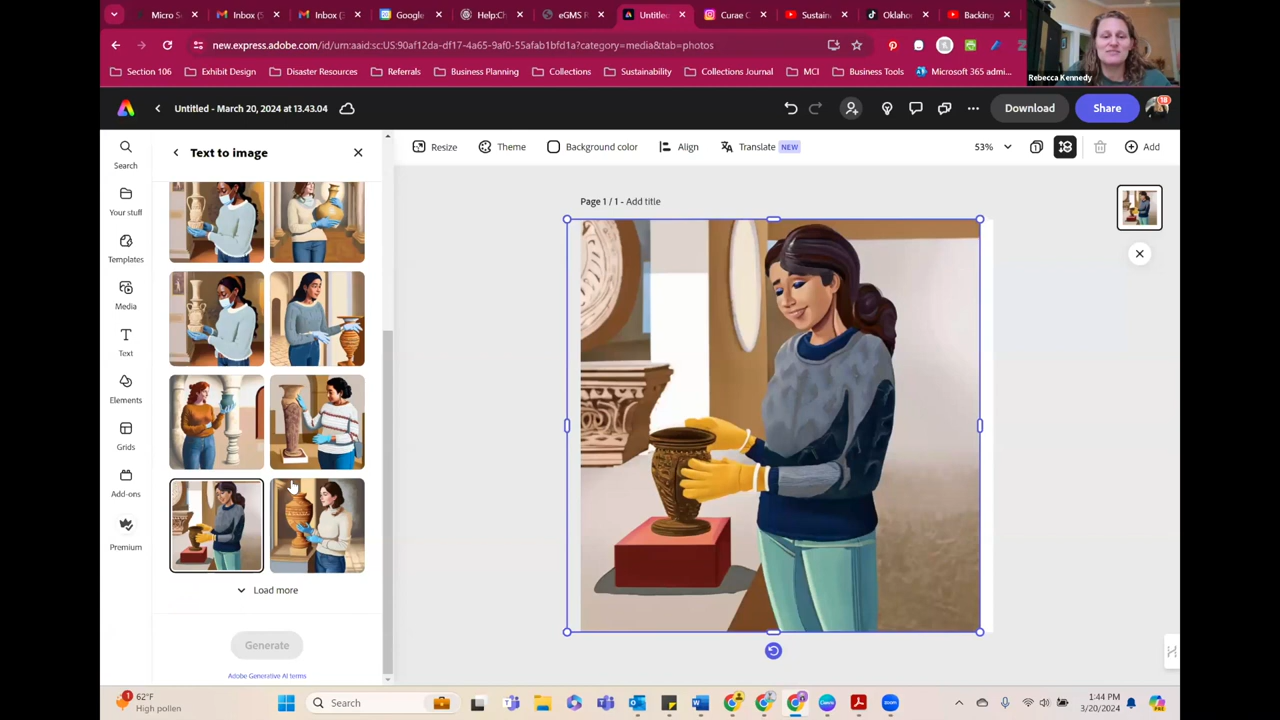 Micro S
Inbox (5
Inbox (3
Google
Help:Ch
eGMS R
Untitle
Curae C
Sustain
Oklaho
Backing
new.express.adobe.com/id/urn:aaid:sc:US:90af12da-df17-4a65-9af0-55afab1bfd1a?category=media&tab=photos
Section 106
Exhibit Design
Disaster Resources
Referrals
Business Planning
Collections
Sustainability
Collections Journal
MCI
Business Tools
Microsoft 365 admi...
Rebecca Kennedy
Untitled - March 20, 2024 at 13.43.04
Download
Share
18
Search
Your stuff
Templates
Media
Text
Elements
Grids
Add-ons
Premium
Text to image
Load more
Generate
Adobe Generative AI terms
Resize
Theme
Background color
Align
Translate NEW
53%
Add
Page 1 / 1 - Add title
1
62°F
High pollen
Search
1:44 PM
3/20/2024